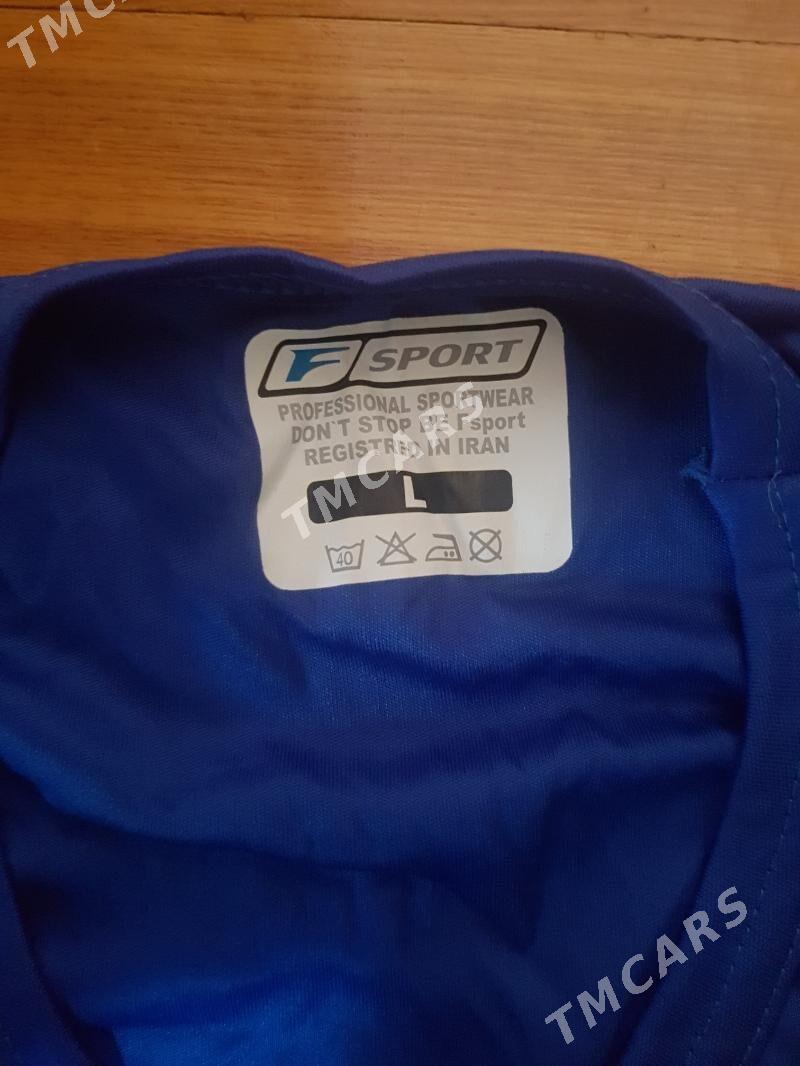 TMCARS
F SPORT
PROFESSIONAL SPORTWEAR
DON`T STOP BE Fsport
REGISTRED IN IRAN
TMCARS
L
40
TMCARS